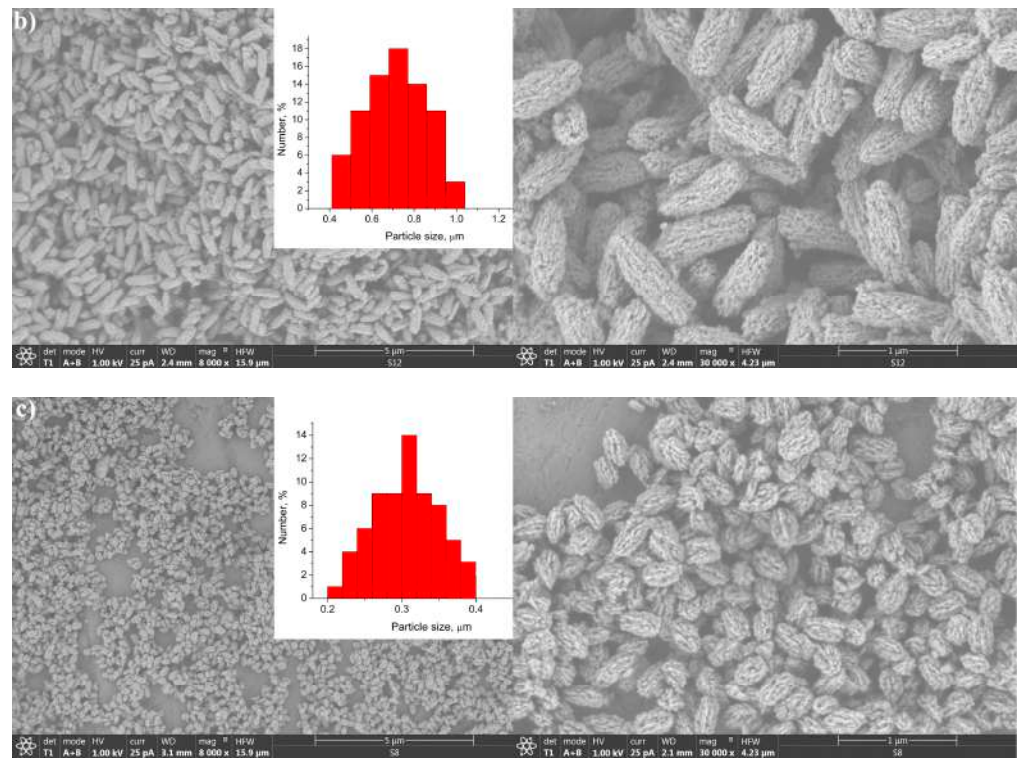 b)
18
16
14
12
10
8
6
4
2
0
Number, %
0.4 0.6 0.8 1.0 1.2
Particle size, μm
det mode HV curr WD mag HFW 5 μm
T1 A+B 1.00 kV 25 pA 2.4 mm 8 000 x 15.9 μm S12
det mode HV curr WD mag HFW 1 μm
T1 A+B 1.00 kV 25 pA 2.4 mm 30 000 x 4.23 μm S12
c)
14
12
10
8
6
4
2
0
Number, %
0.2 0.3 0.4
Particle size, μm
det mode HV curr WD mag HFW 5 μm
T1 A+B 1.00 kV 25 pA 3.1 mm 8 000 x 15.9 μm S8
det mode HV curr WD mag HFW 1 μm
T1 A+B 1.00 kV 25 pA 2.1 mm 30 000 x 4.23 μm S8